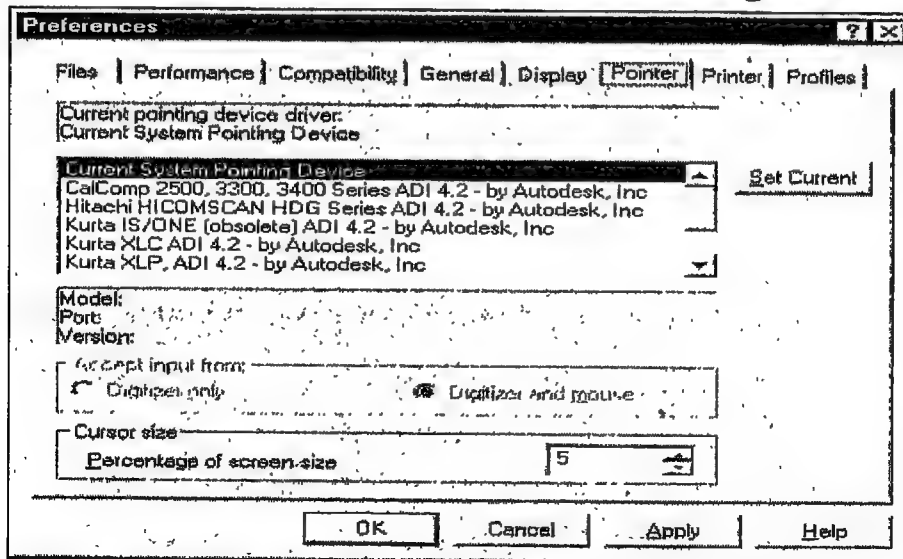 Preferences ? ×
Files Performance Compatibility General Display Pointer Printer Profiles
Current pointing device driver:
Current System Pointing Device
Current System Pointing Device
Set Current
CalComp 2500, 3300, 3400 Series ADI 4.2 - by Autodesk, Inc
Hitachi HICOMSCAN HDG Series ADI 4.2 - by Autodesk, Inc
Kurta IS/ONE (obsolete) ADI 4.2 - by Autodesk, Inc
Kurta XLC ADI 4.2 - by Autodesk, Inc
Kurta XLP, ADI 4.2 - by Autodesk, Inc
Model:
Port:
Version:
Accept input from:
Digitizer only Digitizer and mouse
Cursor size
Percentage of screen size 5
OK Cancel Apply Help